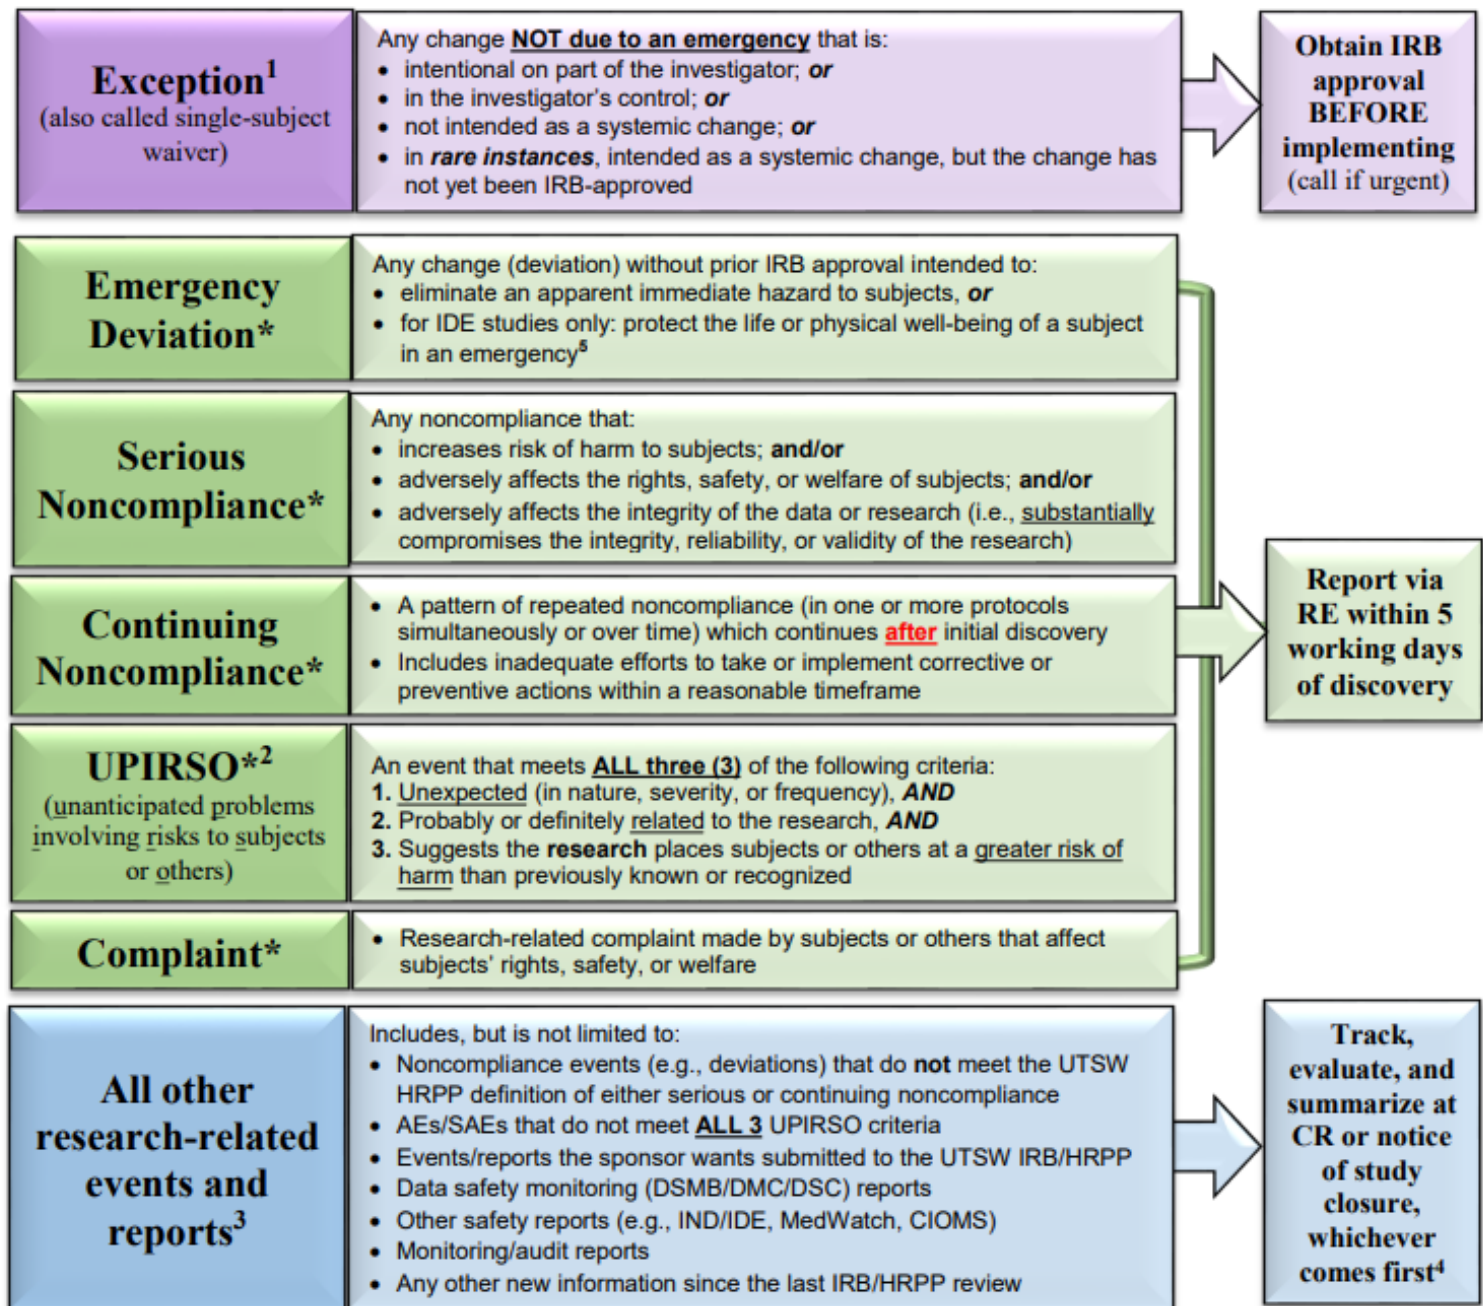 Exception1
(also called single-subject
waiver)
Any change NOT due to an emergency that is:
• intentional on part of the investigator; or
• in the investigator's control; or
• not intended as a systemic change; or
• in rare instances, intended as a systemic change, but the change has
not yet been IRB-approved
Obtain IRB
approval
BEFORE
implementing
(call if urgent)
Emergency
Deviation*
Any change (deviation) without prior IRB approval intended to:
• eliminate an apparent immediate hazard to subjects, or
• for IDE studies only: protect the life or physical well-being of a subject
in an emergency5
Serious
Noncompliance*
Any noncompliance that:
• increases risk of harm to subjects; and/or
• adversely affects the rights, safety, or welfare of subjects; and/or
• adversely affects the integrity of the data or research (i.e., substantially
compromises the integrity, reliability, or validity of the research)
Continuing
Noncompliance*
• A pattern of repeated noncompliance (in one or more protocols
simultaneously or over time) which continues after initial discovery
• Includes inadequate efforts to take or implement corrective or
preventive actions within a reasonable timeframe
UPIRSO*2
(unanticipated problems
involving risks to subjects
or others)
An event that meets ALL three (3) of the following criteria:
1. Unexpected (in nature, severity, or frequency), AND
2. Probably or definitely related to the research, AND
3. Suggests the research places subjects or others at a greater risk of
harm than previously known or recognized
Complaint*
• Research-related complaint made by subjects or others that affect
subjects' rights, safety, or welfare
Report via
RE within 5
working days
of discovery
All other
research-related
events and
reports3
Includes, but is not limited to:
• Noncompliance events (e.g., deviations) that do not meet the UTSW
HRPP definition of either serious or continuing noncompliance
• AEs/SAEs that do not meet ALL 3 UPIRSO criteria
• Events/reports the sponsor wants submitted to the UTSW IRB/HRPP
• Data safety monitoring (DSMB/DMC/DSC) reports
• Other safety reports (e.g., IND/IDE, MedWatch, CIOMS)
• Monitoring/audit reports
• Any other new information since the last IRB/HRPP review
Track,
evaluate, and
summarize at
CR or notice
of study
closure,
whichever
comes first4